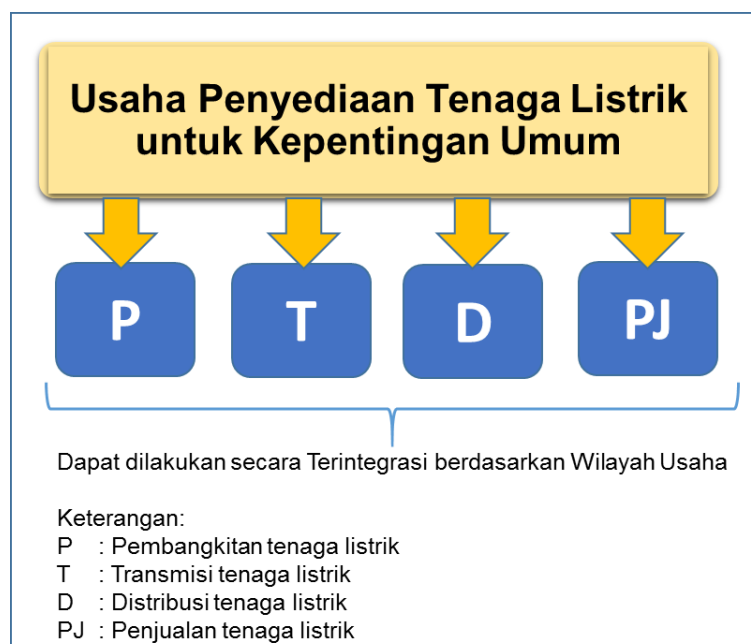 Usaha Penyediaan Tenaga Listrik
untuk Kepentingan Umum
P
T
D
PJ
Dapat dilakukan secara Terintegrasi berdasarkan Wilayah Usaha
Keterangan:
P : Pembangkitan tenaga listrik
T : Transmisi tenaga listrik
D : Distribusi tenaga listrik
PJ : Penjualan tenaga listrik